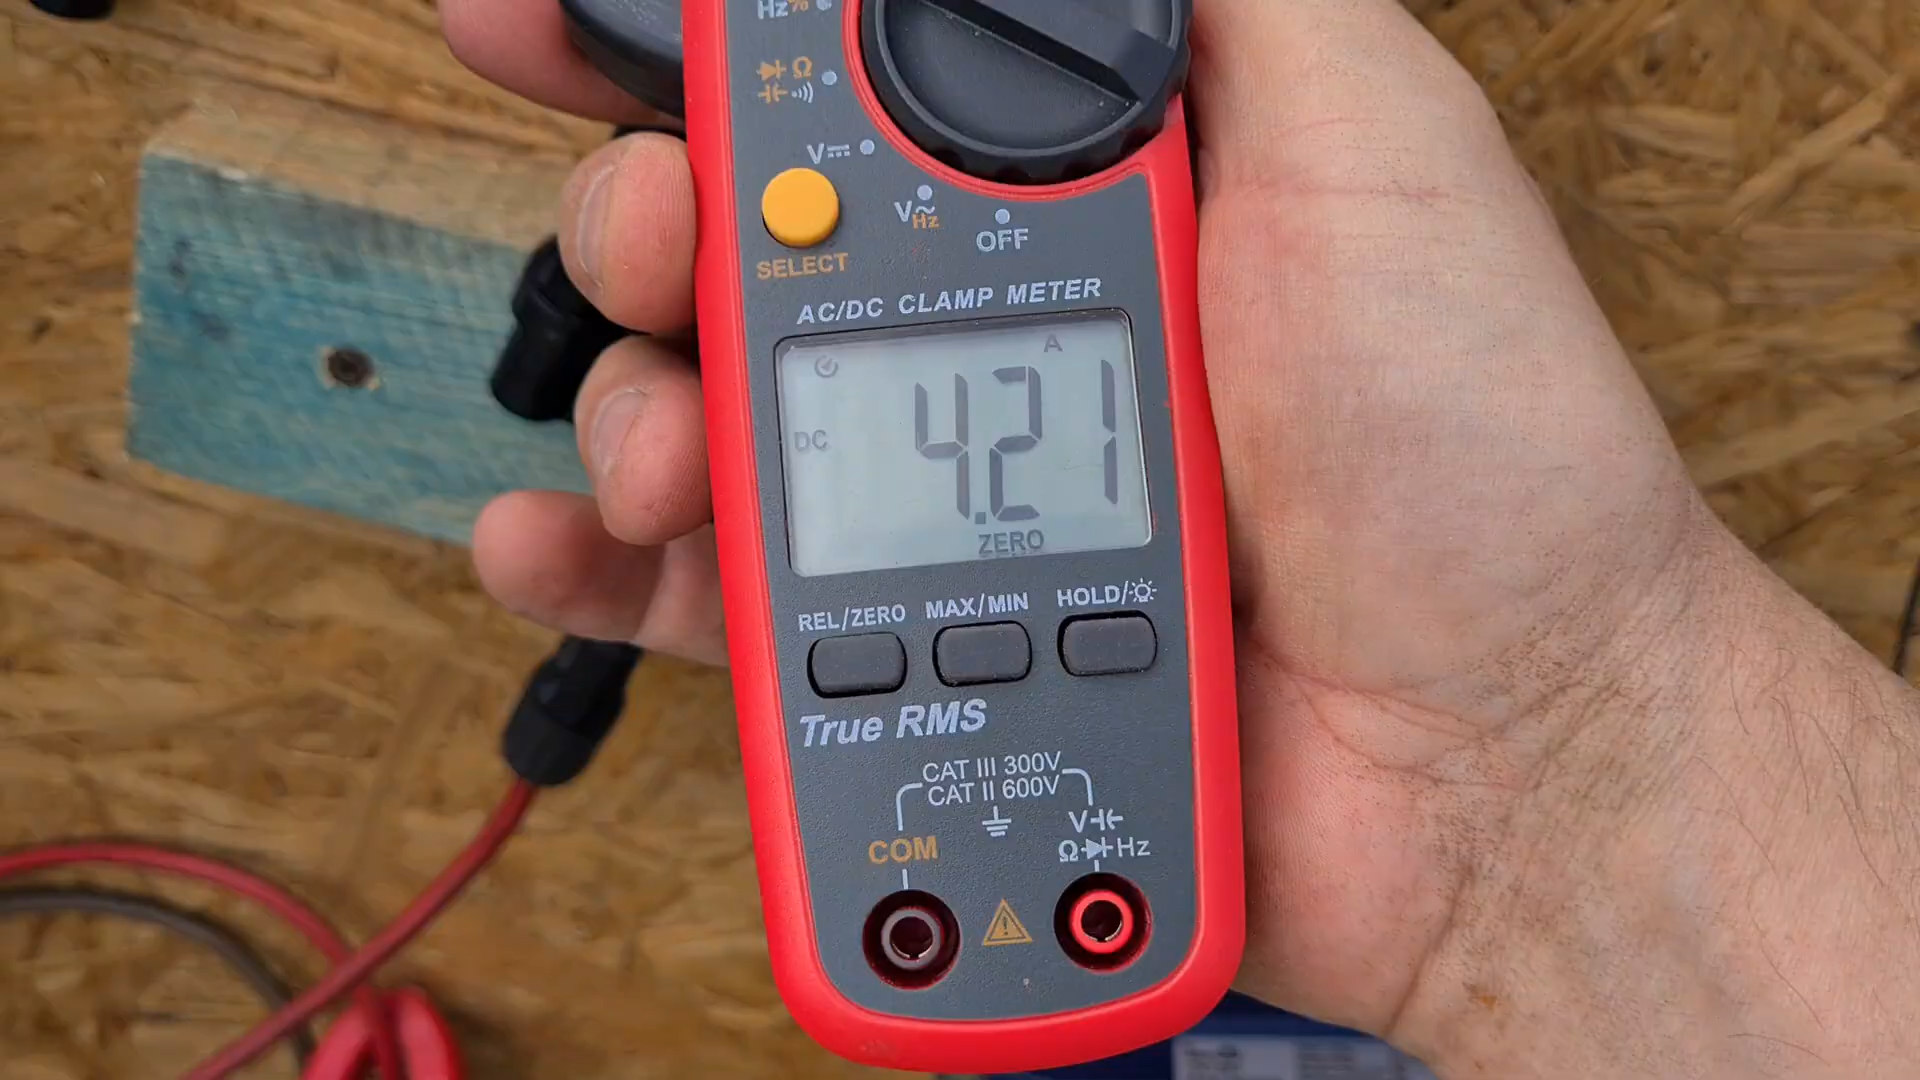 Hz%
Ω
V
V~
Hz
OFF
SELECT
AC/DC CLAMP METER
A
DC
4.21
ZERO
REL/ZERO MAX/MIN HOLD/
True RMS
CAT III 300V
CAT II 600V
V
COM
Ω Hz